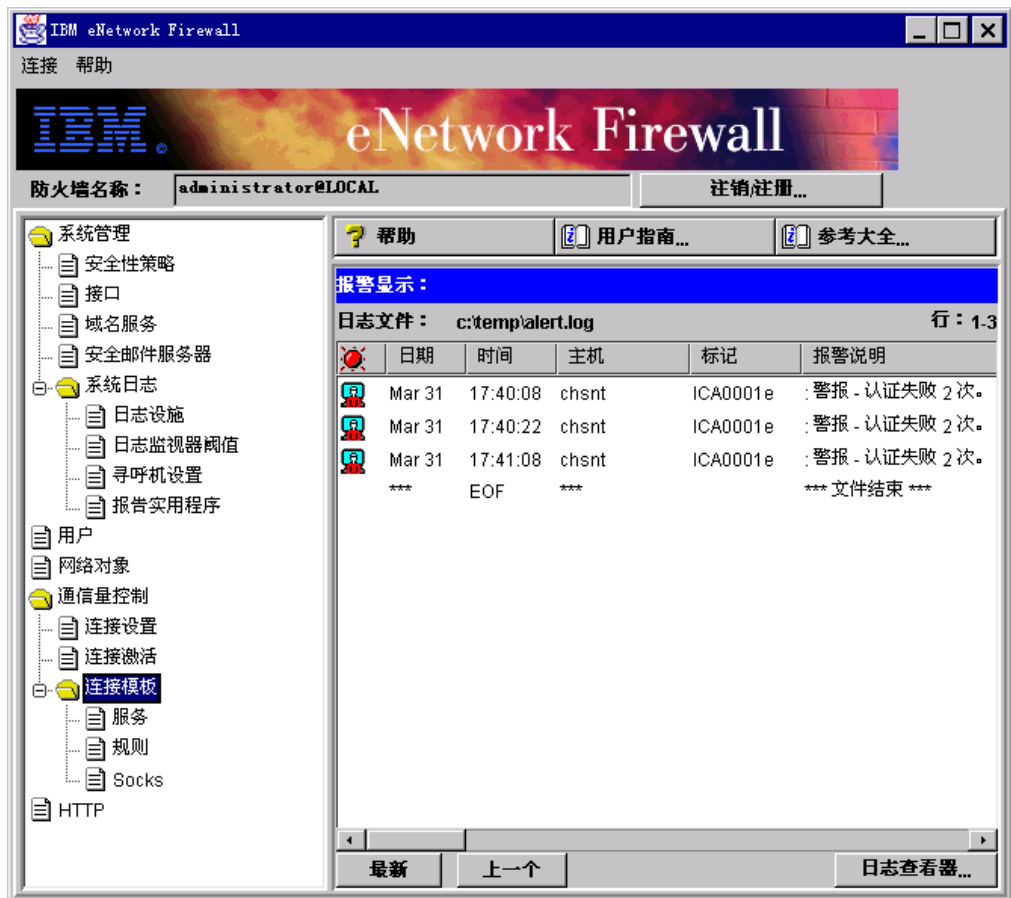 IBM eNetwork Firewall
连接 帮助
IBM. eNetwork Firewall
防火墙名称： administrator@LOCAL 注销/注册...
系统管理
安全性策略
接口
域名服务
安全邮件服务器
系统日志
日志设施
日志监视器阈值
寻呼机设置
报告实用程序
用户
网络对象
通信量控制
连接设置
连接激活
连接模板
服务
规则
Socks
HTTP
帮助 用户指南... 参考大全...
报警显示：
日志文件： c:\temp\alert.log 行：1-3
日期 时间 主机 标记 报警说明
Mar 31 17:40:08 chsnt ICA0001e : 警报 - 认证失败 2 次。
Mar 31 17:40:22 chsnt ICA0001e : 警报 - 认证失败 2 次。
Mar 31 17:41:08 chsnt ICA0001e : 警报 - 认证失败 2 次。
*** EOF *** *** 文件结束 ***
最新 上一个 日志查看器...